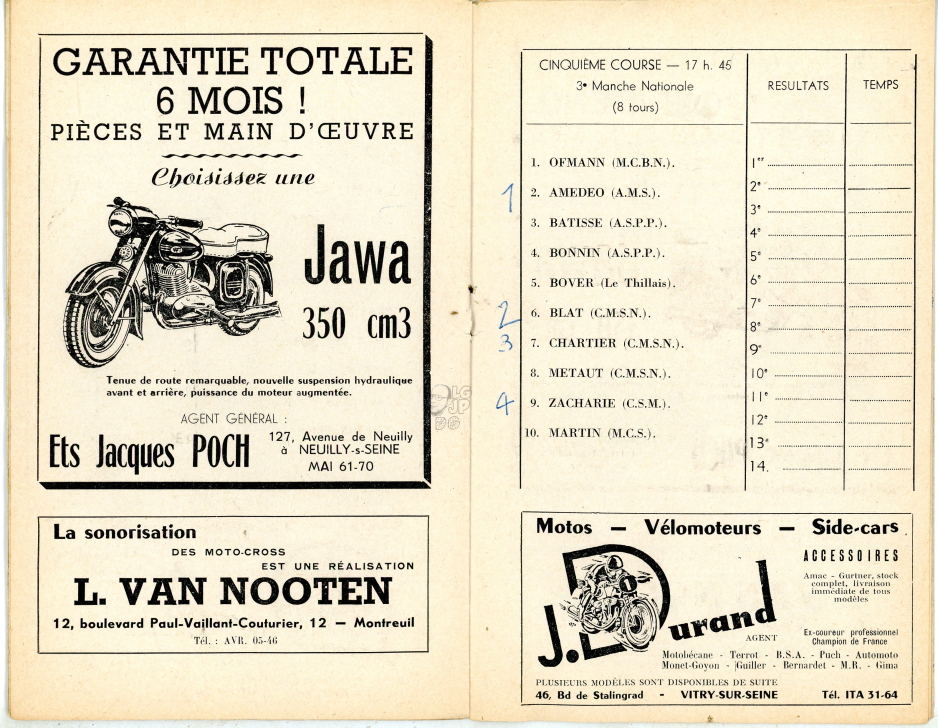 GARANTIE TOTALE
6 MOIS !
PIÈCES ET MAIN D'ŒUVRE
Choisissez une
Jawa
350 cm3
Tenue de route remarquable, nouvelle suspension hydraulique
avant et arrière, puissance du moteur augmentée.
AGENT GÉNÉRAL :
Ets Jacques POCH
127, Avenue de Neuilly
à NEUILLY-s-SEINE
MAI 61-70
La sonorisation
DES MOTO-CROSS
EST UNE RÉALISATION
L. VAN NOOTEN
12, boulevard Paul-Vaillant-Couturier, 12 — Montreuil
Tél. : AVR. 05-46
CINQUIÈME COURSE — 17 h. 45
3e Manche Nationale
(8 tours)
RESULTATS
TEMPS
1. OFMANN (M.C.B.N.).
1 2. AMEDEO (A.M.S.).
3. BATISSE (A.S.P.P.).
4. BONNIN (A.S.P.P.).
5. BOVER (Le Thillais).
2 6. BLAT (C.M.S.N.).
3 7. CHARTIER (C.M.S.N.).
8. METAUT (C.M.S.N.).
4 9. ZACHARIE (C.S.M.).
10. MARTIN (M.C.S.).
1er
2e
3e
4e
5e
6e
7e
8e
9e
10e
11e
12e
13e
14.
Motos — Vélomoteurs — Side-cars
J. Durand
ACCESSOIRES
Amac - Gurtner, stock
complet, livraison
immédiate de tous
modèles
Ex-coureur professionnel
Champion de France
AGENT
Motobécane - Terrot - B.S.A. - Puch - Automoto
Monet-Goyon - Guiller - Bernardet - M.R. - Gima
PLUSIEURS MODÈLES SONT DISPONIBLES DE SUITE
46, Bd de Stalingrad - VITRY-SUR-SEINE Tél. ITA 31-64